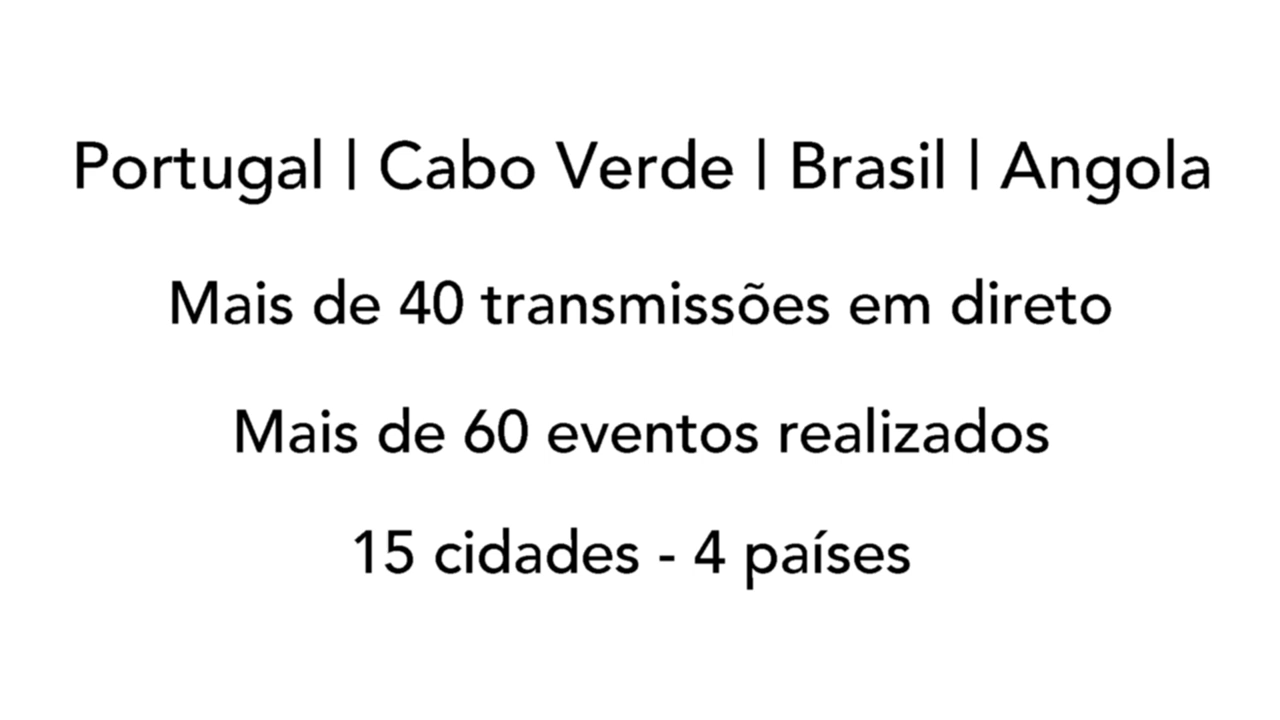 Portugal | Cabo Verde | Brasil | Angola
Mais de 40 transmissões em direto
Mais de 60 eventos realizados
15 cidades - 4 países